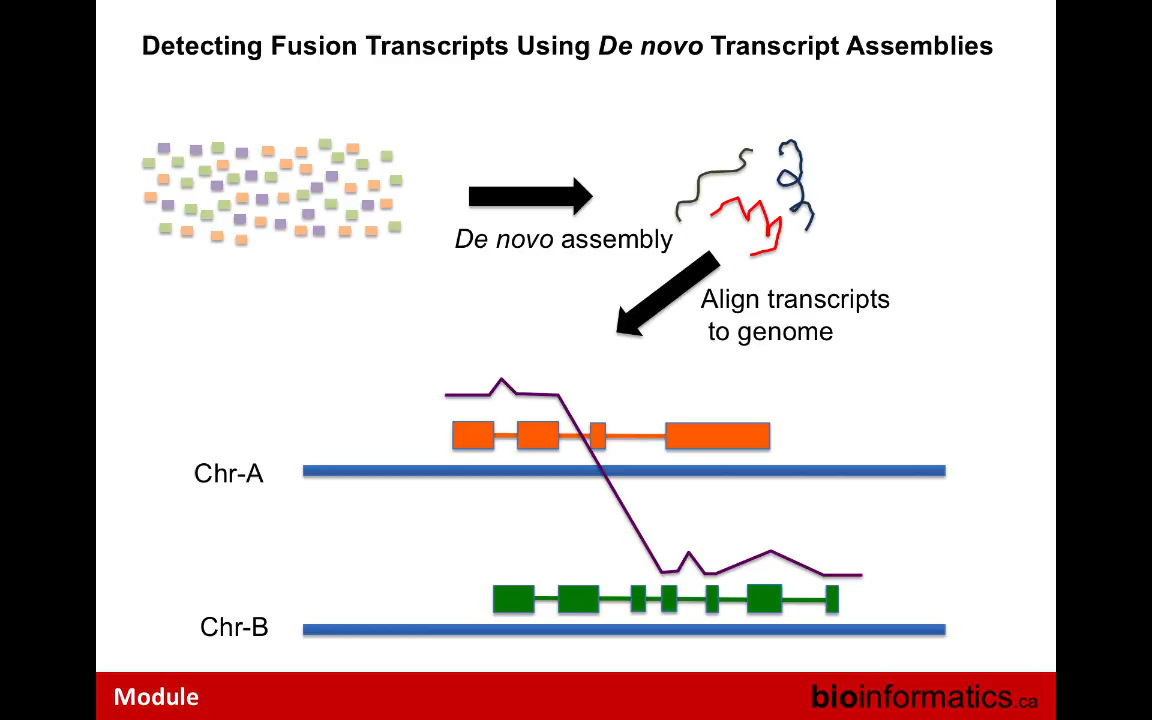 Detecting Fusion Transcripts Using De novo Transcript Assemblies
De novo assembly
Align transcripts
to genome
Chr-A
Chr-B
Module
bioinformatics.ca